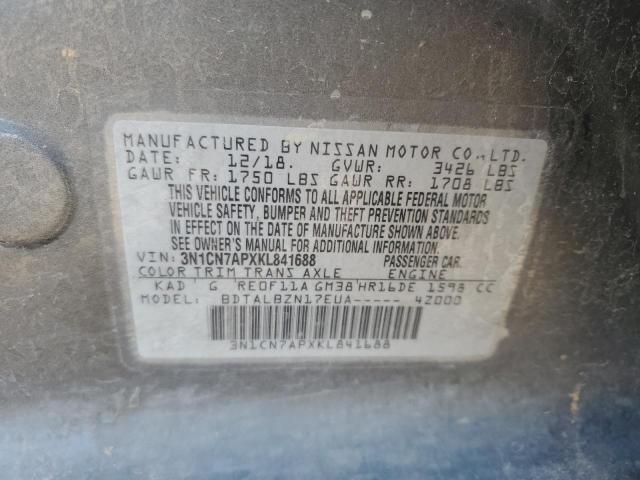 MANUFACTURED BY NISSAN MOTOR CO., LTD.
DATE: 12/18. GVWR: 3426 LBS
GAWR FR: 1750 LBS GAWR RR: 1708 LBS
THIS VEHICLE CONFORMS TO ALL APPLICABLE FEDERAL MOTOR
VEHICLE SAFETY, BUMPER AND THEFT PREVENTION STANDARDS
IN EFFECT ON THE DATE OF MANUFACTURE SHOWN ABOVE.
SEE OWNER'S MANUAL FOR ADDITIONAL INFORMATION.
VIN: 3N1CN7APXKL841688 PASSENGER CAR.
COLOR TRIM TRANS AXLE ENGINE
KAD G RE0F11A GM38 HR16DE 1598 CC
MODEL: BDTALBZN17EUA----- 4Z000
3N1CN7APXKL841688